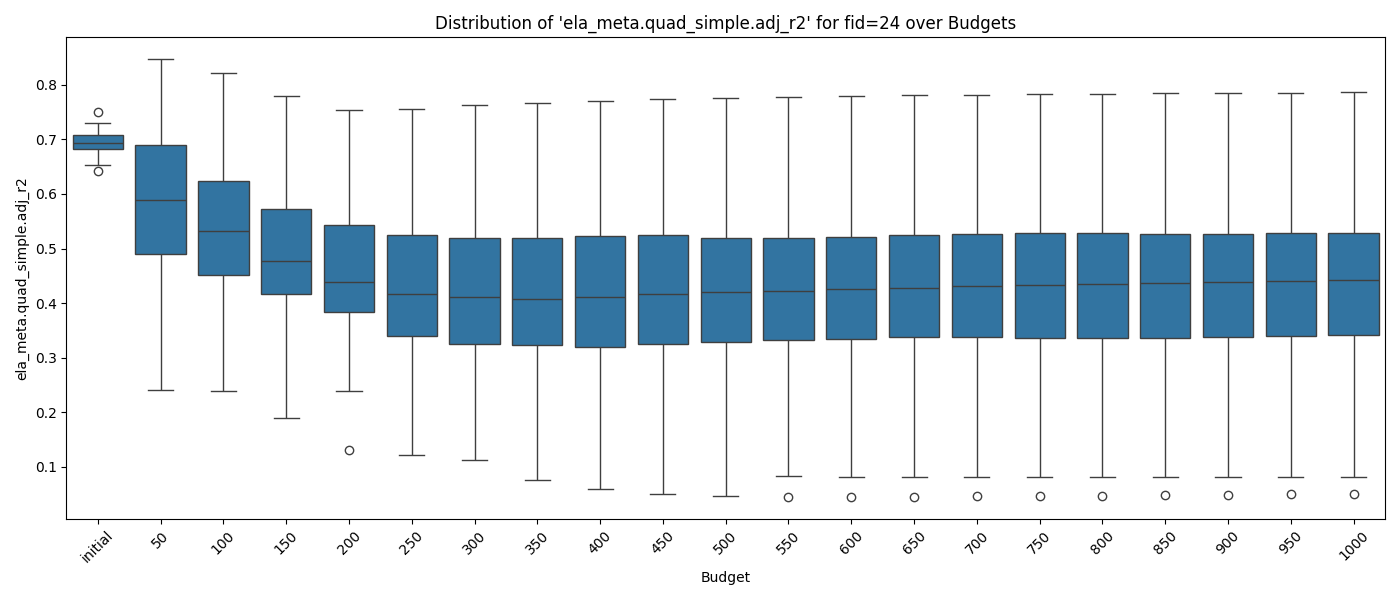 Distribution of 'ela_meta.quad_simple.adj_r2' for fid=24 over Budgets
ela_meta.quad_simple.adj_r2
0.8
0.7
0.6
0.5
0.4
0.3
0.2
0.1
initial 50 100 150 200 250 300 350 400 450 500 550 600 650 700 750 800 850 900 950 1000
Budget